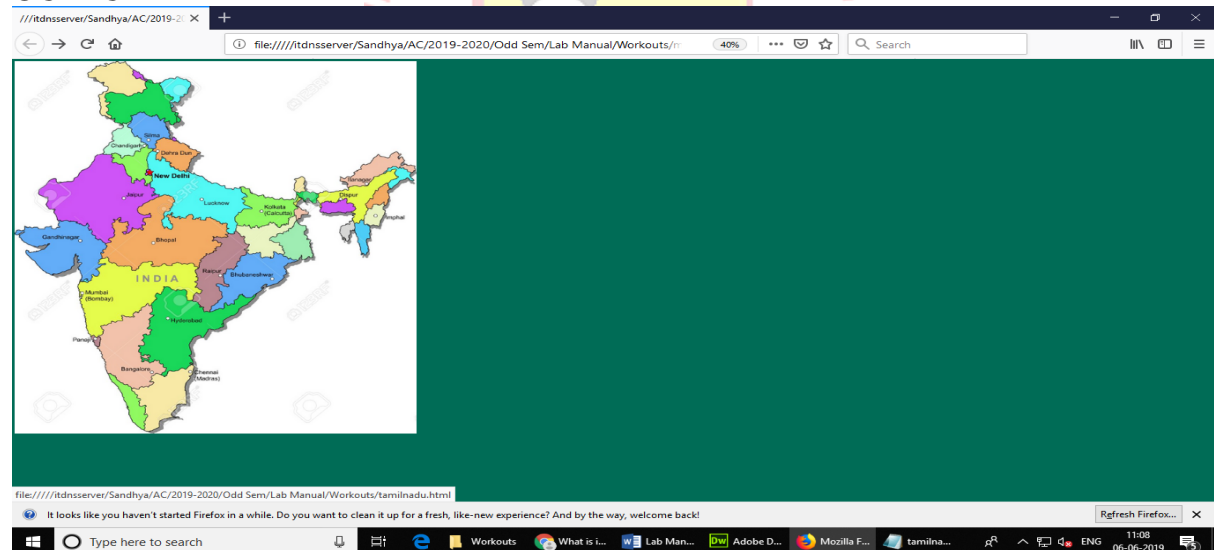 ///itdnsserver/Sandhya/AC/2019-2
file://///itdnsserver/Sandhya/AC/2019-2020/Odd Sem/Lab Manual/Workouts/
40%
Search
Simla
Chandigarh
Dehra Dun
New Delhi
Jaipur
Lucknow
Itanagar
Dispur
Kolkata
(Calcutta)
Imphal
Gandhinagar
Bhopal
INDIA
Raipur
Bhubaneshwar
Mumbai
(Bombay)
Hyderabad
Panaji
Bangalore
Chennai
(Madras)
file://///itdnsserver/Sandhya/AC/2019-2020/Odd Sem/Lab Manual/Workouts/tamilnadu.html
It looks like you haven't started Firefox in a while. Do you want to clean it up for a fresh, like-new experience? And by the way, welcome back!
Refresh Firefox...
Type here to search
Workouts
What is i...
Lab Man...
Dw Adobe D...
Mozilla F...
tamilna...
ENG
11:08
06-06-2019